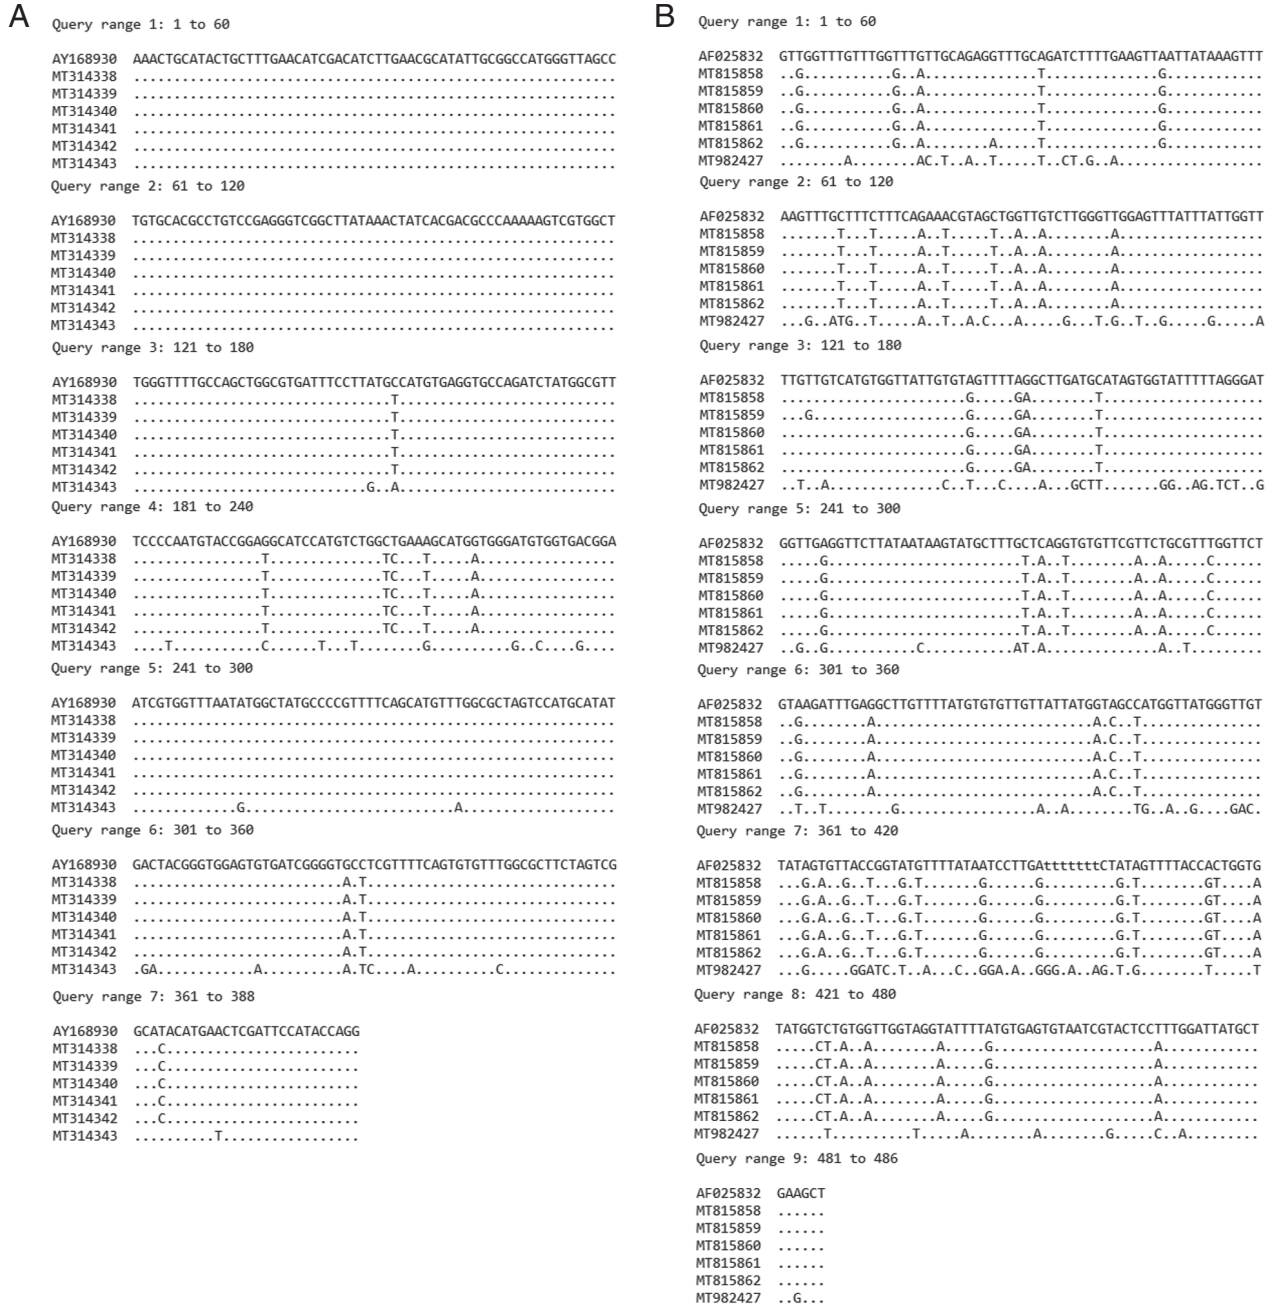 A
Query range 1: 1 to 60
AY168930 AAACTGCATACTGCTTTGAACATCGACATCTTGAACGCATATTGCGGCCATGGGTTAGCC
MT314338 ............................................................
MT314339 ............................................................
MT314340 ............................................................
MT314341 ............................................................
MT314342 ............................................................
MT314343 ............................................................
Query range 2: 61 to 120
AY168930 TGTGCACGCCTGTCCGAGGGTCGGCTTATAAACTATCACGACGCCCAAAAAGTCGTGGCT
MT314338 ............................................................
MT314339 ............................................................
MT314340 ............................................................
MT314341 ............................................................
MT314342 ............................................................
MT314343 ............................................................
Query range 3: 121 to 180
AY168930 TGGGTTTTGCCAGCTGGCGTGATTTCCTTATGCCATGTGAGGTGCCAGATCTATGGCGTT
MT314338 ................................T...........................
MT314339 ................................T...........................
MT314340 ................................T...........................
MT314341 ................................T...........................
MT314342 ................................T...........................
MT314343 .............................G..A...........................
Query range 4: 181 to 240
AY168930 TCCCCAATGTACCGGAGGCATCCATGTCTGGCTGAAAGCATGGTGGGATGTGGTGACGGA
MT314338 ................T..............TC...T.....A.................
MT314339 ................T..............TC...T.....A.................
MT314340 ................T..............TC...T.....A.................
MT314341 ................T..............TC...T.....A.................
MT314342 ................T..............TC...T.....A.................
MT314343 ....T...........C......T...T........G..........G..C....G....
Query range 5: 241 to 300
AY168930 ATCGTGGTTTAATATGGCTATGCCCCGTTTTCAGCATGTTTGGCGCTAGTCCATGCATAT
MT314338 ............................................................
MT314339 ............................................................
MT314340 ............................................................
MT314341 ............................................................
MT314342 ............................................................
MT314343 .............G..........................A...................
Query range 6: 301 to 360
AY168930 GACTACGGGTGGAGTGTGATCGGGGTGCCTCGTTTTCAGTGTGTTTGGCGCTTCTAGTCG
MT314338 ..........................A.T...............................
MT314339 ..........................A.T...............................
MT314340 ..........................A.T...............................
MT314341 ..........................A.T...............................
MT314342 ..........................A.T...............................
MT314343 .GA............A..........A.TC....A..........C..............
Query range 7: 361 to 388
AY168930 GCATACATGAACTCGATTCCATACCAGG
MT314338 ...C........................
MT314339 ...C........................
MT314340 ...C........................
MT314341 ...C........................
MT314342 ...C........................
MT314343 ..........T.................
B
Query range 1: 1 to 60
AF025832 GTTGGTTTGTTTGGTTTGTTGCAGAGGTTTGCAGATCTTTTGAAGTTAATTATAAAGTTT
MT815858 ..G...........G..A..............T..............G............
MT815859 ..G...........G..A..............T..............G............
MT815860 ..G...........G..A..............T..............G............
MT815861 ..G...........G..A..............T..............G............
MT815862 ..G...........G..A........A.....T..............G............
MT982427 ........A........AC.T..A..T.....T..CT.G..A..................
Query range 2: 61 to 120
AF025832 AAGTTTGCTTTCTTTCAGAAACGTAGCTGGTTGTCTTGGGTTGGAGTTTATTTATTGGTT
MT815858 .......T...T.....A..T.....T..A..A........A..................
MT815859 .......T...T.....A..T.....T..A..A........A..................
MT815860 .......T...T.....A..T.....T..A..A........A..................
MT815861 .......T...T.....A..T.....T..A..A........A..................
MT815862 .......T...T.....A..T.....T..A..A........A..................
MT982427 ...G..ATG..T.....A..T..A.C...A.....G...T.G..T..G.....G.....A
Query range 3: 121 to 180
AF025832 TTGTTGTCATGTGGTTATTGTGTAGTTTTAGGCTTGATGCATAGTGGTATTTTTAGGGAT
MT815858 .......................G.....GA........T....................
MT815859 ...G...................G.....GA........T....................
MT815860 .......................G.....GA........T....................
MT815861 .......................G.....GA........T....................
MT815862 .......................G.....GA........T....................
MT982427 ..T..A..............C..T...C....A...GCTT.......GG..AG.TCT..G
Query range 5: 241 to 300
AF025832 GGTTGAGGTTCTTATAATAAGTATGCTTTGCTCAGGTGTGTTCGTTCTGCGTTTGGTTCT
MT815858 .....G........................T.A..T........A..A.....C......
MT815859 .....G........................T.A..T........A..A.....C......
MT815860 .....G........................T.A..T........A..A.....C......
MT815861 .....G........................T.A..T........A..A.....C......
MT815862 .....G........................T.A..T........A..A.....C......
MT982427 ..G..G...........C...........AT.A..............A..T.........
Query range 6: 301 to 360
AF025832 GTAAGATTTGAGGCTTGTTTTATGTGTGTTGTTATTATGGTAGCCATGGTTATGGGTTGT
MT815858 ..G........A...........................A.C..T...............
MT815859 ..G........A...........................A.C..T...............
MT815860 ..G........A...........................A.C..T...............
MT815861 ..G........A...........................A.C..T...............
MT815862 ..G........A...........................A.C..T...............
MT982427 ..T..T........G.................A..A........TG..A..G....GAC.
Query range 7: 361 to 420
AF025832 TATAGTGTTACCGGTATGTTTTATAATCCTTGAtttttttCTATAGTTTTACCACTGGTG
MT815858 ...G.A..G..T...G.T.......G......G.........G.T........GT....A
MT815859 ...G.A..G..T...G.T.......G......G.........G.T........GT....A
MT815860 ...G.A..G..T...G.T.......G......G.........G.T........GT....A
MT815861 ...G.A..G..T...G.T.......G......G.........G.T........GT....A
MT815862 ...G.A..G..T...G.T.......G......G.........G.T........GT....A
MT982427 ...G.....GGATC.T..A...C..GGA.A..GGG.A..AG.T.G........T.....T
Query range 8: 421 to 480
AF025832 TATGGTCTGTGGTTGGTAGGTATTTTATGTGAGTGTAATCGTACTCCTTTGGATTATGCT
MT815858 .....CT.A..A........A.....G....................A............
MT815859 .....CT.A..A........A.....G....................A............
MT815860 .....CT.A..A........A.....G....................A............
MT815861 .....CT.A..A........A.....G....................A............
MT815862 .....CT.A..A........A.....G....................A............
MT982427 ......T..........T.....A........A........G.....C..A.........
Query range 9: 481 to 486
AF025832 GAAGCT
MT815858 ......
MT815859 ......
MT815860 ......
MT815861 ......
MT815862 ......
MT982427 ..G...